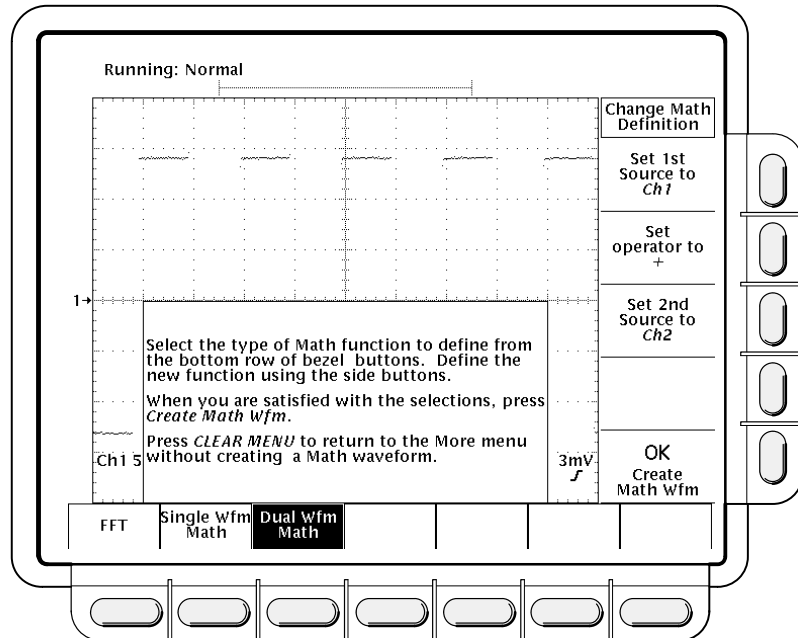 Running: Normal
Change Math
Definition
Set 1st
Source to
Ch1
Set
operator to
+
1
Set 2nd
Source to
Ch2
Select the type of Math function to define from
the bottom row of bezel buttons. Define the
new function using the side buttons.
When you are satisfied with the selections, press
Create Math Wfm.
Press CLEAR MENU to return to the More menu
without creating a Math waveform.
Ch1 5
3mV
OK
Create
Math Wfm
FFT
Single Wfm
Math
Dual Wfm
Math